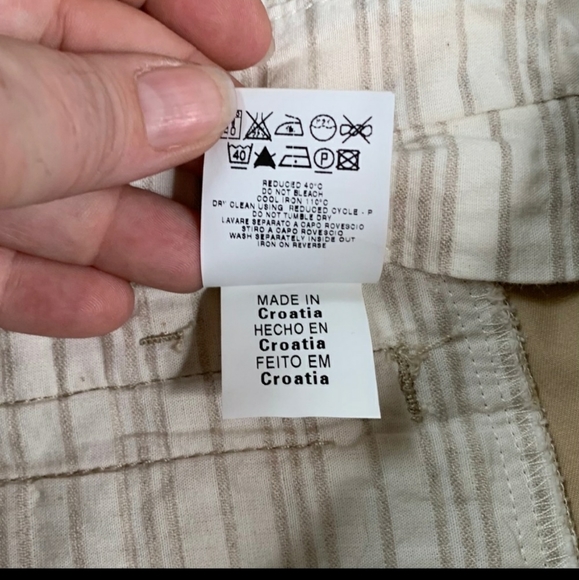 40
P
REDUCED 40°C
DO NOT BLEACH
COOL IRON 110°C
DRY CLEAN USING REDUCED CYCLE - P
DO NOT TUMBLE DRY
LAVARE SEPARATO A CAPO ROVESCIO
STIRO A CAPO ROVESCIO
WASH SEPARATELY INSIDE OUT
IRON ON REVERSE
MADE IN
Croatia
HECHO EN
Croatia
FEITO EM
Croatia